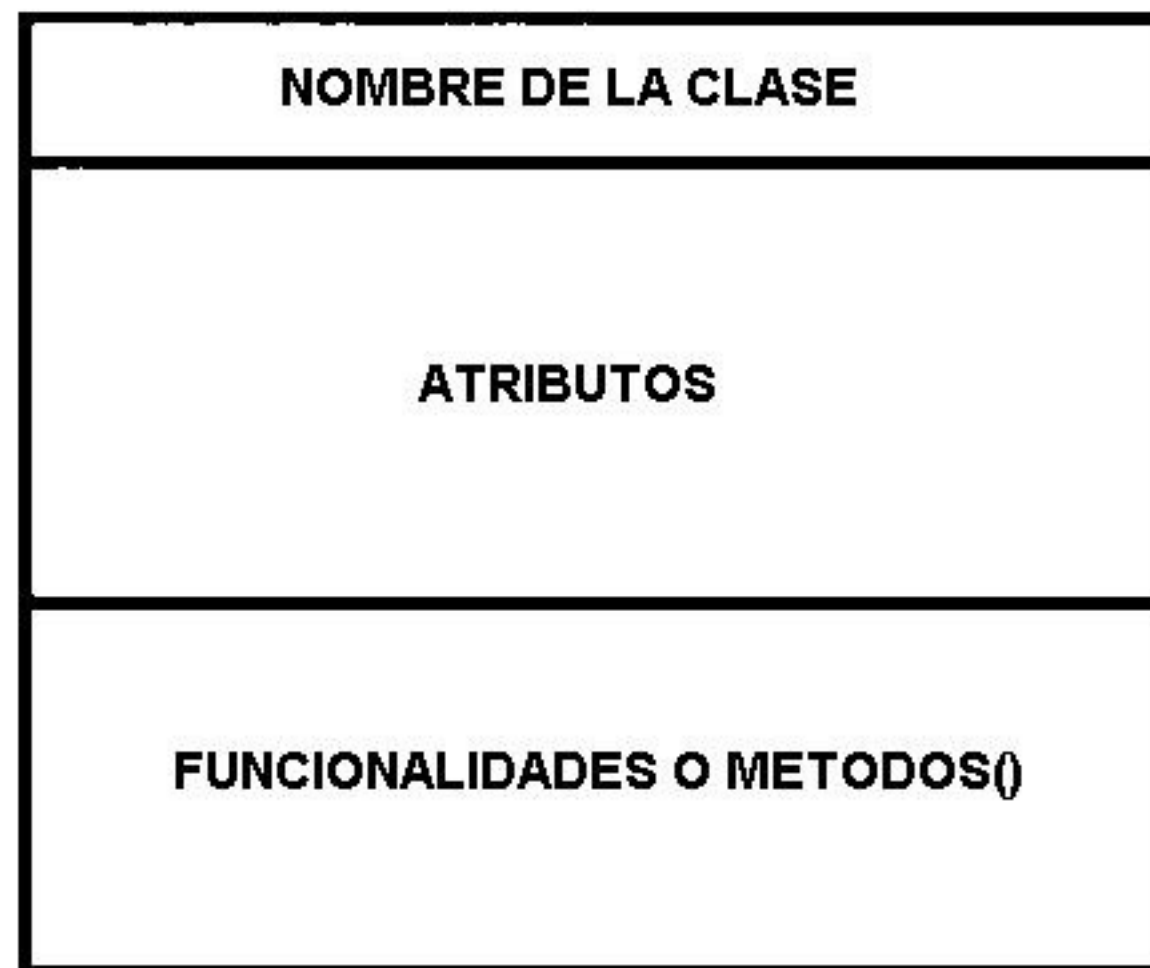 NOMBRE DE LA CLASE
ATRIBUTOS
FUNCIONALIDADES O METODOS()